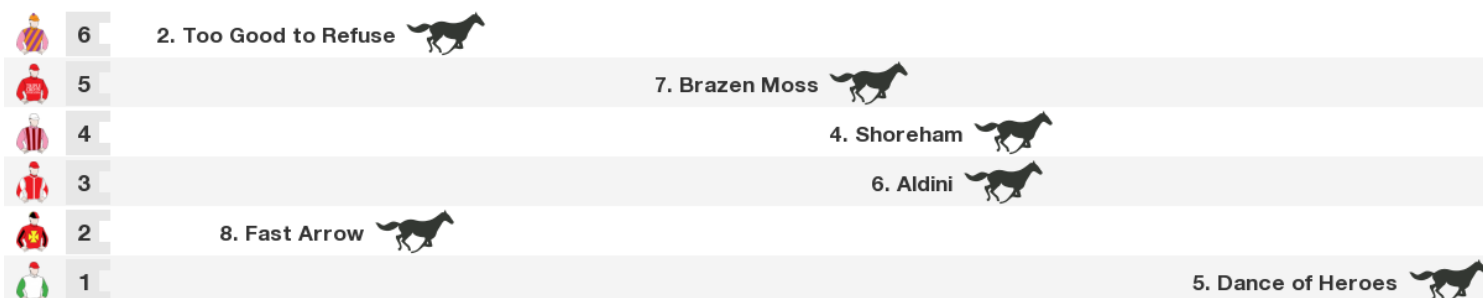 6 2. Too Good to Refuse
5 7. Brazen Moss
4 4. Shoreham
3 6. Aldini
2 8. Fast Arrow
1 5. Dance of Heroes